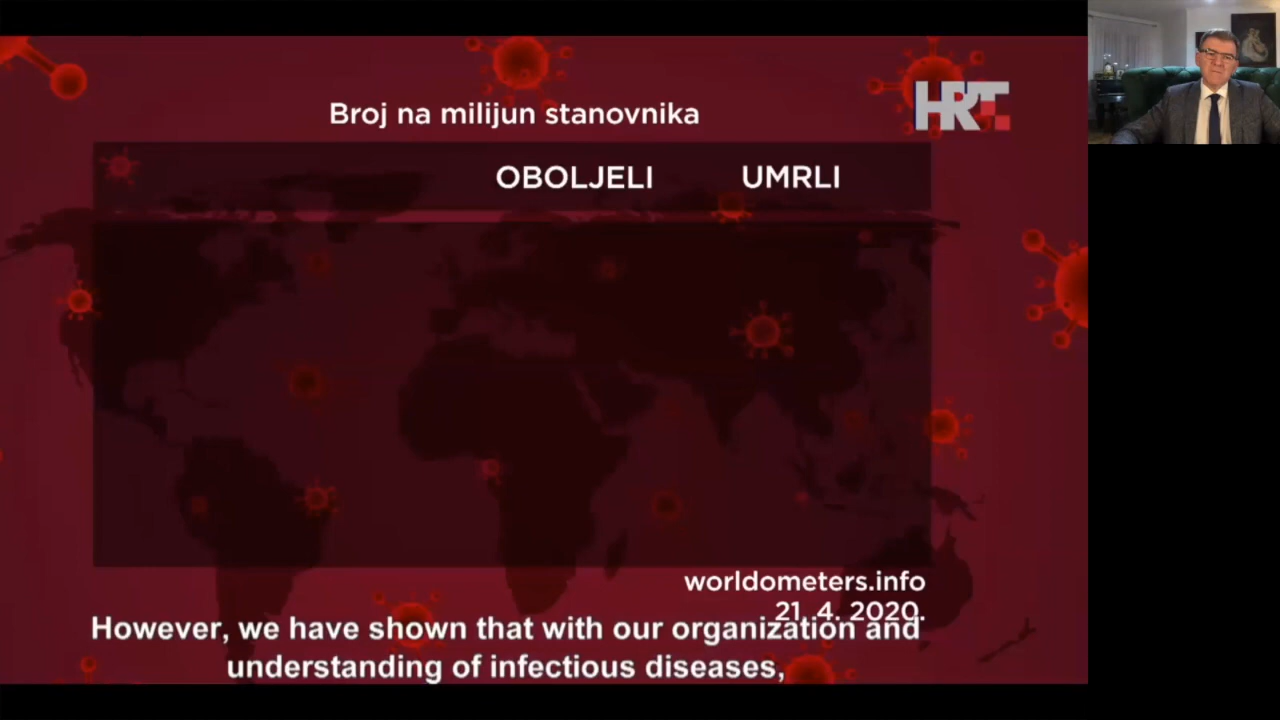 Broj na milijun stanovnika
HRT
OBOLJELI UMRLI
worldometers.info
21. 4. 2020.
However, we have shown that with our organization and
understanding of infectious diseases,